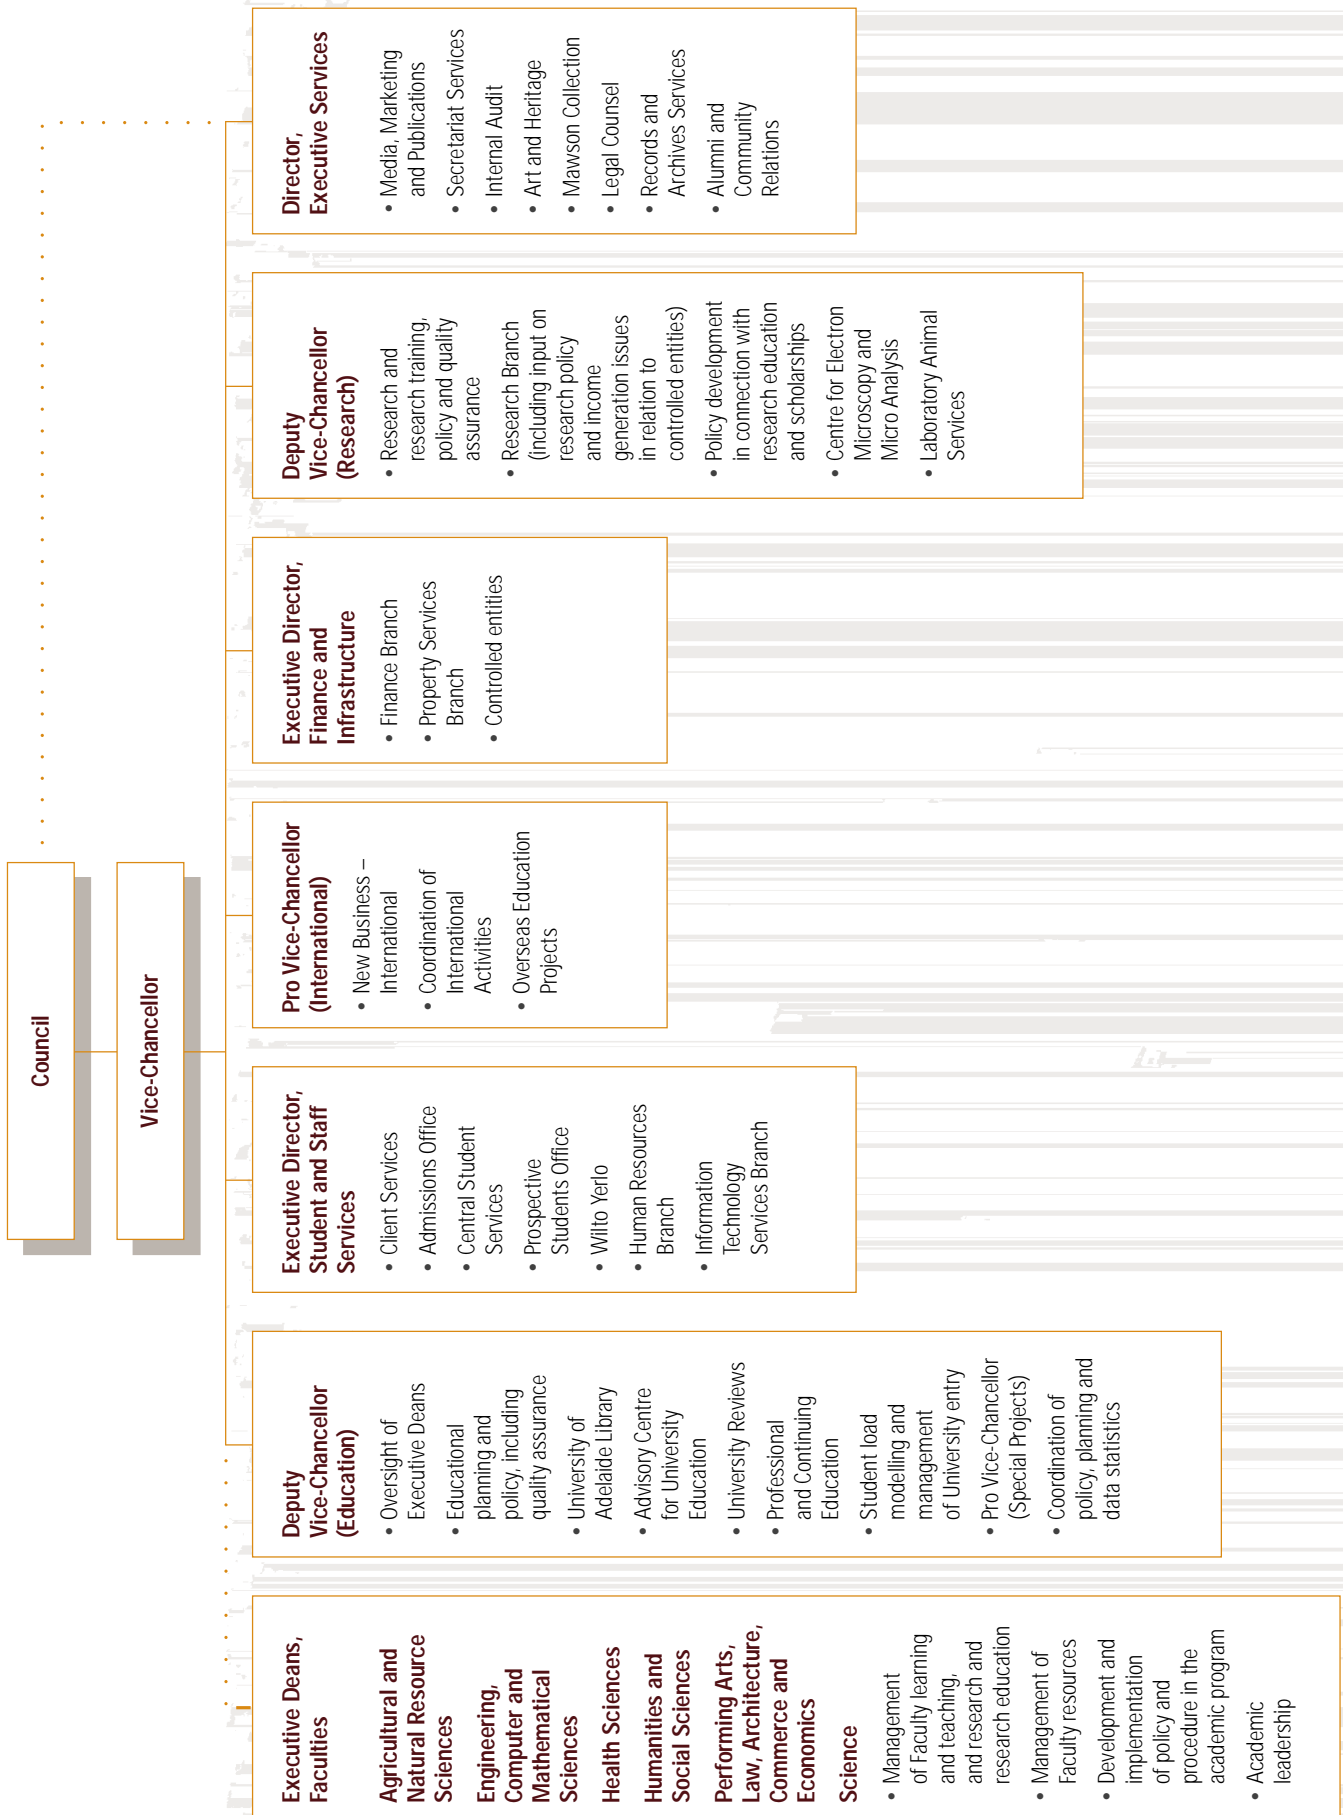 Council
Vice-Chancellor
Executive Deans,
Faculties
Agricultural and
Natural Resource
Sciences
Engineering,
Computer and
Mathematical
Sciences
Health Sciences
Humanities and
Social Sciences
Performing Arts,
Law, Architecture,
Commerce and
Economics
Science
• Management
of Faculty learning
and teaching,
and research and
research education
• Management of
Faculty resources
• Development and
implementation
of policy and
procedure in the
academic program
• Academic
leadership
Deputy
Vice-Chancellor
(Education)
• Oversight of
Executive Deans
• Educational
planning and
policy, including
quality assurance
• University of
Adelaide Library
• Advisory Centre
for University
Education
• University Reviews
• Professional
and Continuing
Education
• Student load
modelling and
management
of University entry
• Pro Vice-Chancellor
(Special Projects)
• Coordination of
policy, planning and
data statistics
Executive Director,
Student and Staff
Services
• Client Services
• Admissions Office
• Central Student
Services
• Prospective
Students Office
• Wilto Yerlo
• Human Resources
Branch
• Information
Technology
Services Branch
Pro Vice-Chancellor
(International)
• New Business –
International
• Coordination of
International
Activities
• Overseas Education
Projects
Executive Director,
Finance and
Infrastructure
• Finance Branch
• Property Services
Branch
• Controlled entities
Deputy
Vice-Chancellor
(Research)
• Research and
research training,
policy and quality
assurance
• Research Branch
(including input on
research policy
and income
generation issues
in relation to
controlled entities)
• Policy development
in connection with
research education
and scholarships
• Centre for Electron
Microscopy and
Micro Analysis
• Laboratory Animal
Services
Director,
Executive Services
• Media, Marketing
and Publications
• Secretariat Services
• Internal Audit
• Art and Heritage
• Mawson Collection
• Legal Counsel
• Records and
Archives Services
• Alumni and
Community
Relations